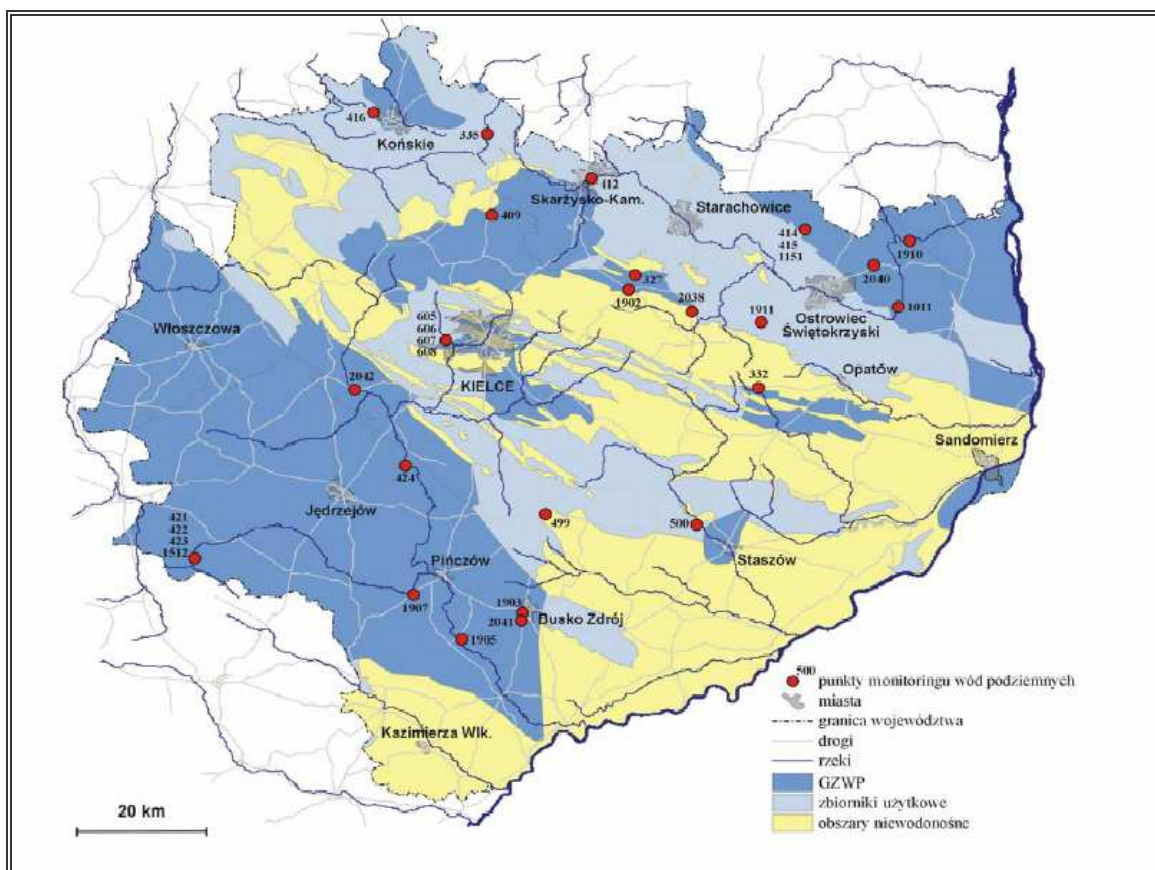 416
Końskie
335
112
Skarżysko-Kam.
409
Starachowice
414
415
1151
1910
2040
327
1902
2038
1011
Ostrowiec
Świętokrzyski
1911
605
606
607
608
Włoszczowa
KIELCE
2042
332
Opatów
Sandomierz
424
Jędrzejów
499
500
Staszów
421
422
423
1512
Pińczów
1907
1903
2041
Busko Zdrój
1905
Kazimierza Wlk.
500
punkty monitoringu wód podziemnych
miasta
granica województwa
drogi
rzeki
GZWP
zbiorniki użytkowe
obszary niewodonośne
20 km